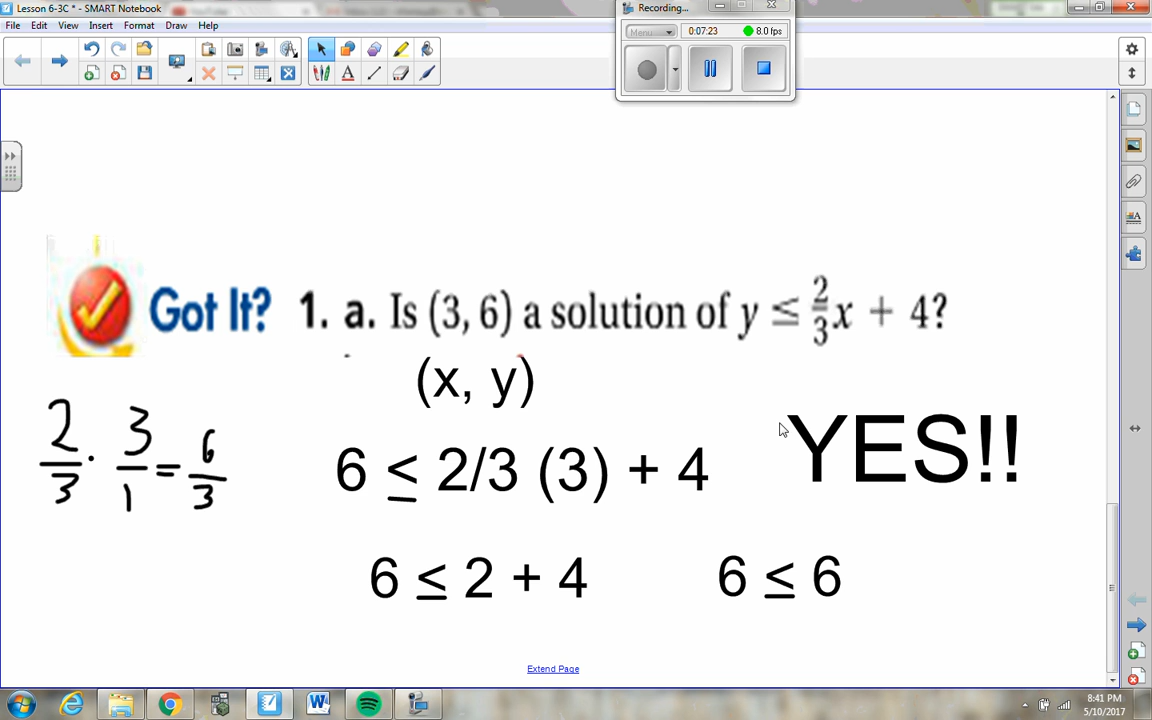 Lesson 6-3C * - SMART Notebook
Recording...
File Edit View Insert Format Draw Help
Menu 0:07:23 8.0 fps
Got It? 1. a. Is (3, 6) a solution of y ≤ 2/3x + 4?
(x, y)
2/3 · 3/1 = 6/3
6 ≤ 2/3 (3) + 4
YES!!
6 ≤ 2 + 4
6 ≤ 6
Extend Page
8:41 PM
5/10/2017